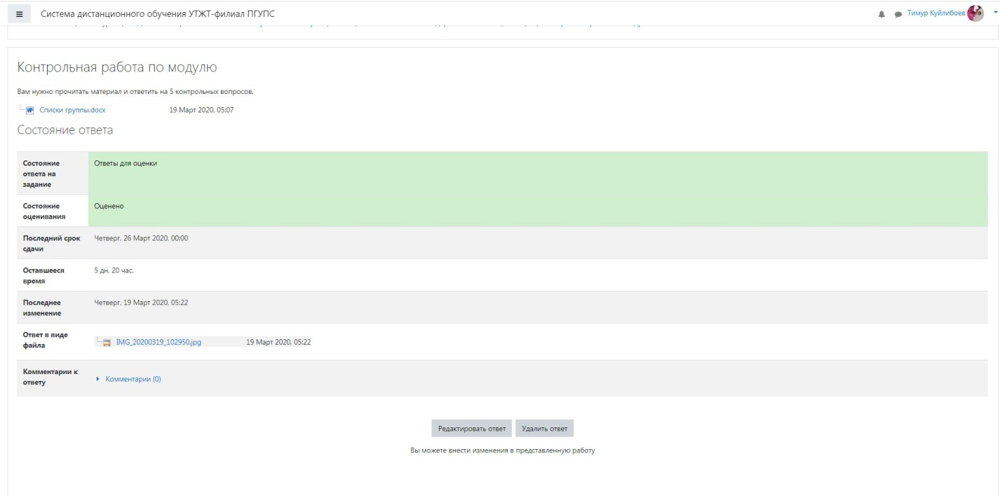 Система дистанционного обучения УТЖТ-филиал ПГУПС
Тимур Куйлибоев
Контрольная работа по модулю
Вам нужно прочитать материал и ответить на 5 контрольных вопросов.
Списки группы.docx 19 Март 2020, 05:07
Состояние ответа
Состояние
ответа на
задание
Ответы для оценки
Состояние
оценивания
Оценено
Последний срок
сдачи
Четверг, 26 Март 2020, 00:00
Оставшееся
время
5 дн. 20 час.
Последнее
изменение
Четверг, 19 Март 2020, 05:22
Ответ в виде
файла
IMG_20200319_102950.jpg 19 Март 2020, 05:22
Комментарии к
ответу
Комментарии (0)
Редактировать ответ Удалить ответ
Вы можете внести изменения в представленную работу